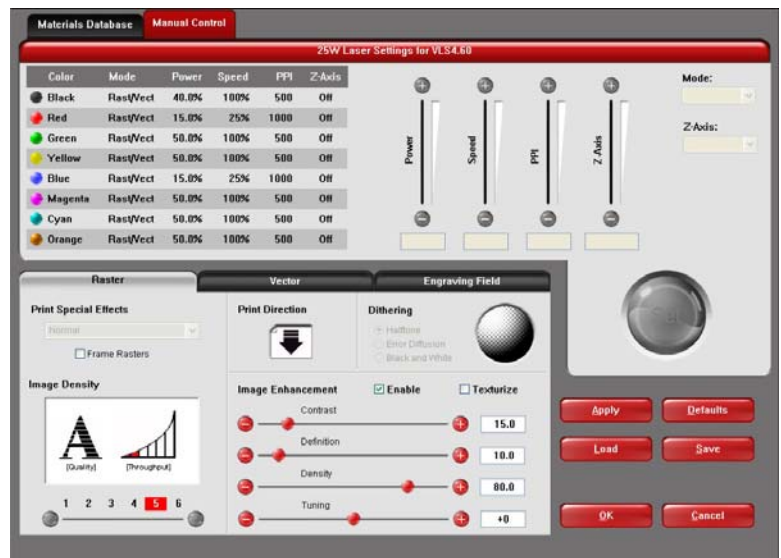 Materials Database
Manual Control
25W Laser Settings for VLS4.60
Color Mode Power Speed PPI Z-Axis
Black Rast/Vect 40.0% 100% 500 Off
Red Rast/Vect 15.0% 25% 1000 Off
Green Rast/Vect 50.0% 100% 500 Off
Yellow Rast/Vect 50.0% 100% 500 Off
Blue Rast/Vect 15.0% 25% 1000 Off
Magenta Rast/Vect 50.0% 100% 500 Off
Cyan Rast/Vect 50.0% 100% 500 Off
Orange Rast/Vect 50.0% 100% 500 Off
Power
Speed
PPI
Z Axis
Mode:
Z-Axis:
Raster
Vector
Engraving Field
Print Special Effects
Normal
Frame Rasters
Image Density
A
[Quality]
[Throughput]
1 2 3 4 5 6
Print Direction
Dithering
Halftone
Error Diffusion
Black and White
Image Enhancement
Enable
Texturize
Contrast
15.0
Definition
10.0
Density
80.0
Tuning
+0
Set
Apply
Defaults
Load
Save
OK
Cancel